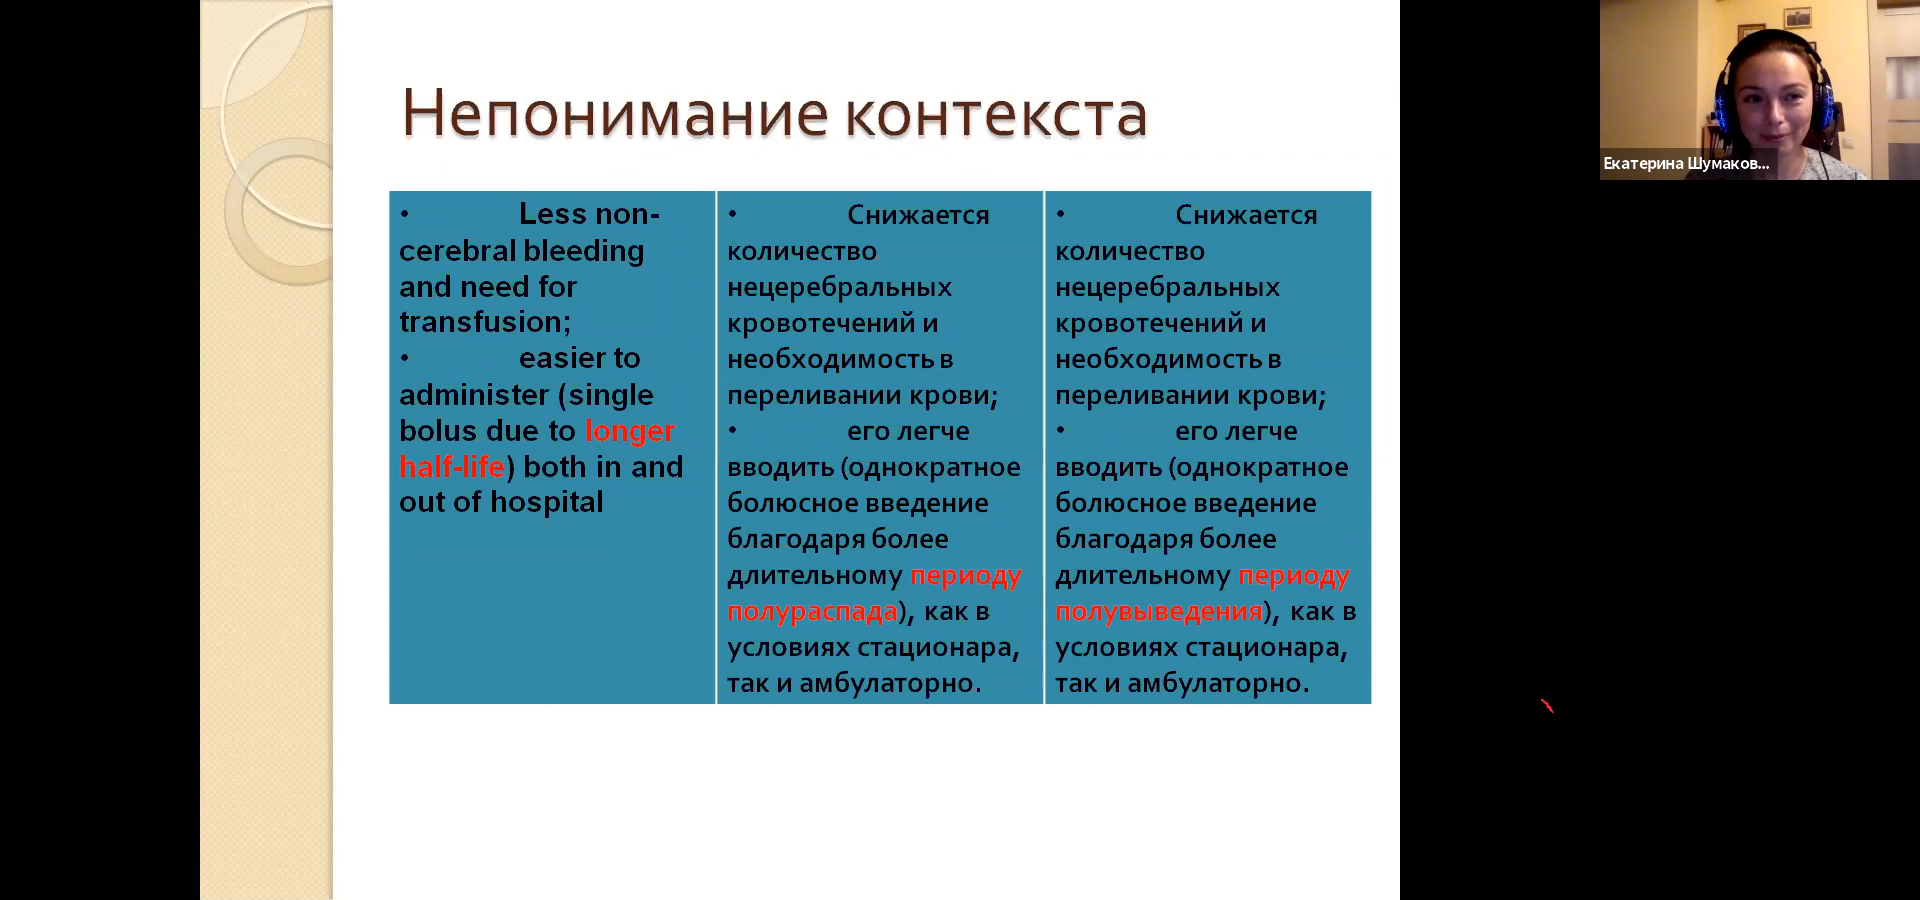 Непонимание контекста
• Less non-
cerebral bleeding
and need for
transfusion;
• easier to
administer (single
bolus due to longer
half-life) both in and
out of hospital
• Снижается
количество
нецеребральных
кровотечений и
необходимость в
переливании крови;
• его легче
вводить (однократное
болюсное введение
благодаря более
длительному периоду
полураспада), как в
условиях стационара,
так и амбулаторно.
• Снижается
количество
нецеребральных
кровотечений и
необходимость в
переливании крови;
• его легче
вводить (однократное
болюсное введение
благодаря более
длительному периоду
полувыведения), как в
условиях стационара,
так и амбулаторно.
Екатерина Шумаков...